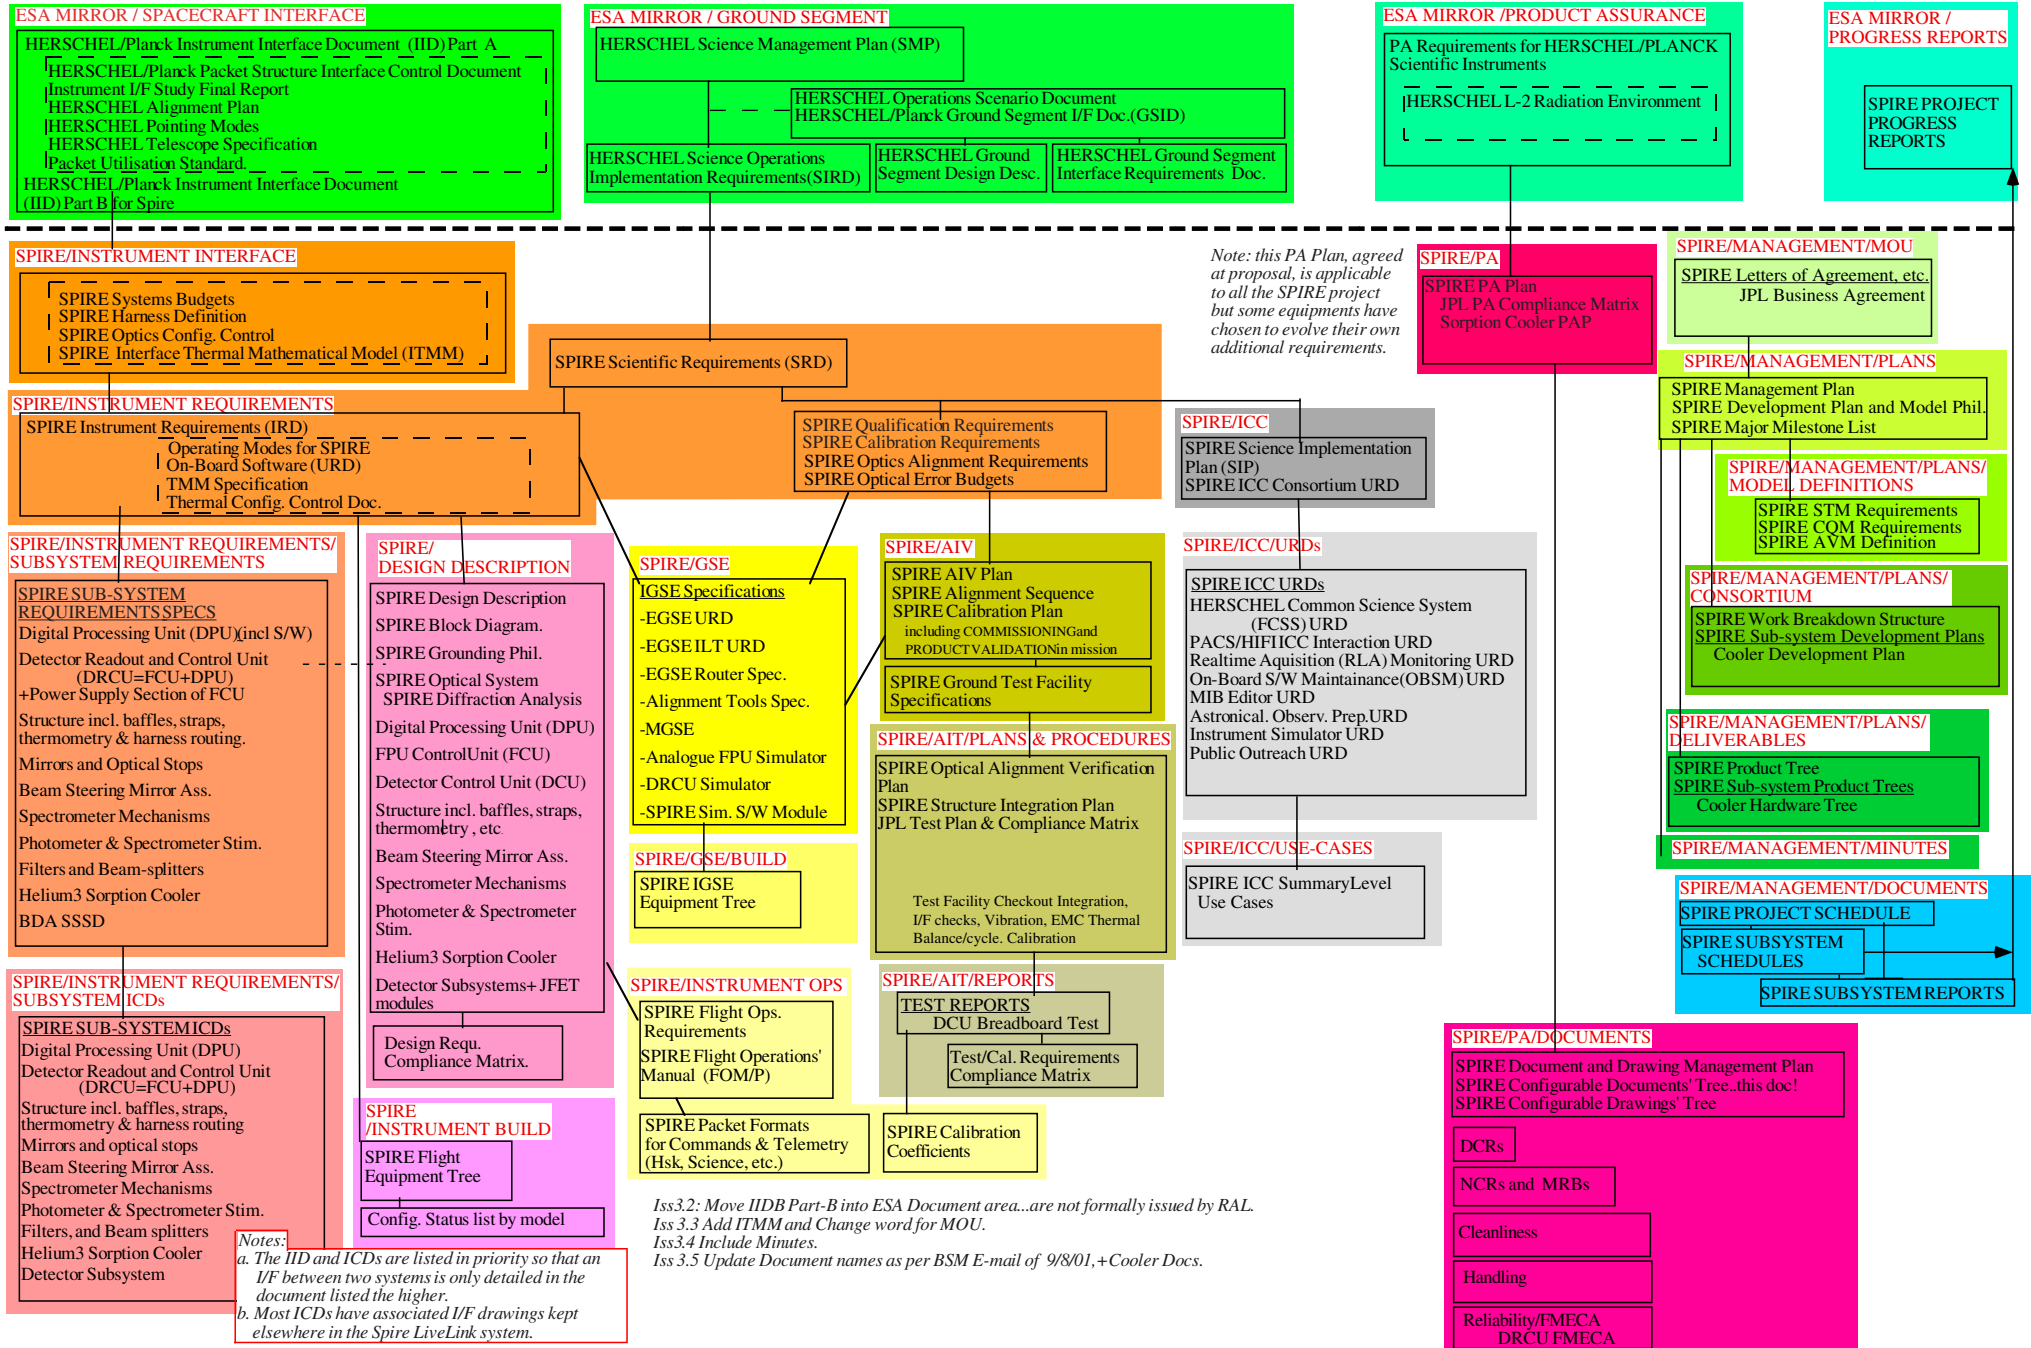 ESA MIRROR / SPACECRAFT INTERFACE
HERSCHEL/Planck Instrument Interface Document (IID) Part A
HERSCHEL/Planck Packet Structure Interface Control Document
Instrument I/F Study Final Report
HERSCHEL Alignment Plan
HERSCHEL Pointing Modes
HERSCHEL Telescope Specification
Packet Utilisation Standard.
HERSCHEL/Planck Instrument Interface Document
(IID) Part B for Spire
ESA MIRROR / GROUND SEGMENT
HERSCHEL Science Management Plan (SMP)
HERSCHEL Operations Scenario Document
HERSCHEL/Planck Ground Segment I/F Doc.(GSID)
HERSCHEL Science Operations
Implementation Requirements(SIRD)
HERSCHEL Ground
Segment Design Desc.
HERSCHEL Ground Segment
Interface Requirements Doc.
ESA MIRROR /PRODUCT ASSURANCE
PA Requirements for HERSCHEL/PLANCK
Scientific Instruments
HERSCHEL L-2 Radiation Environment
ESA MIRROR /
PROGRESS REPORTS
SPIRE PROJECT
PROGRESS
REPORTS
SPIRE/INSTRUMENT INTERFACE
SPIRE Systems Budgets
SPIRE Harness Definition
SPIRE Optics Config. Control
SPIRE Interface Thermal Mathematical Model (ITMM)
SPIRE Scientific Requirements (SRD)
Note: this PA Plan, agreed
at proposal, is applicable
to all the SPIRE project
but some equipments have
chosen to evolve their own
additional requirements.
SPIRE/PA
SPIRE PA Plan
JPL PA Compliance Matrix
Sorption Cooler PAP
SPIRE/MANAGEMENT/MOU
SPIRE Letters of Agreement, etc.
JPL Business Agreement
SPIRE/MANAGEMENT/PLANS
SPIRE Management Plan
SPIRE Development Plan and Model Phil.
SPIRE Major Milestone List
SPIRE/MANAGEMENT/PLANS/
MODEL DEFINITIONS
SPIRE STM Requirements
SPIRE CQM Requirements
SPIRE AVM Definition
SPIRE/MANAGEMENT/PLANS/
CONSORTIUM
SPIRE Work Breakdown Structure
SPIRE Sub-system Development Plans
Cooler Development Plan
SPIRE/MANAGEMENT/PLANS/
DELIVERABLES
SPIRE Product Tree
SPIRE Sub-system Product Trees
Cooler Hardware Tree
SPIRE/MANAGEMENT/MINUTES
SPIRE/MANAGEMENT/DOCUMENTS
SPIRE PROJECT SCHEDULE
SPIRE SUBSYSTEM
SCHEDULES
SPIRE SUBSYSTEM REPORTS
SPIRE/INSTRUMENT REQUIREMENTS
SPIRE Instrument Requirements (IRD)
Operating Modes for SPIRE
On-Board Software (URD)
TMM Specification
Thermal Config. Control Doc.
SPIRE Qualification Requirements
SPIRE Calibration Requirements
SPIRE Optics Alignment Requirements
SPIRE Optical Error Budgets
SPIRE/ICC
SPIRE Science Implementation
Plan (SIP)
SPIRE ICC Consortium URD
SPIRE/INSTRUMENT REQUIREMENTS/
SUBSYSTEM REQUIREMENTS
SPIRE SUB-SYSTEM
REQUIREMENTS SPECS
Digital Processing Unit (DPU)(incl S/W)
Detector Readout and Control Unit
(DRCU=FCU+DPU)
+Power Supply Section of FCU
Structure incl. baffles, straps,
thermometry & harness routing.
Mirrors and Optical Stops
Beam Steering Mirror Ass.
Spectrometer Mechanisms
Photometer & Spectrometer Stim.
Filters and Beam-splitters
Helium3 Sorption Cooler
BDA SSSD
SPIRE/INSTRUMENT REQUIREMENTS/
SUBSYSTEM ICDs
SPIRE SUB-SYSTEM ICDs
Digital Processing Unit (DPU)
Detector Readout and Control Unit
(DRCU=FCU+DPU)
Structure incl. baffles, straps,
thermometry & harness routing
Mirrors and optical stops
Beam Steering Mirror Ass.
Spectrometer Mechanisms
Photometer & Spectrometer Stim.
Filters, and Beam splitters
Helium3 Sorption Cooler
Detector Subsystem
Notes:
a. The IID and ICDs are listed in priority so that an
I/F between two systems is only detailed in the
document listed the higher.
b. Most ICDs have associated I/F drawings kept
elsewhere in the Spire LiveLink system.
SPIRE/
DESIGN DESCRIPTION
SPIRE Design Description
SPIRE Block Diagram.
SPIRE Grounding Phil.
SPIRE Optical System
SPIRE Diffraction Analysis
Digital Processing Unit (DPU)
FPU ControlUnit (FCU)
Detector Control Unit (DCU)
Structure incl. baffles, straps,
thermometry , etc
Beam Steering Mirror Ass.
Spectrometer Mechanisms
Photometer & Spectrometer
Stim.
Helium3 Sorption Cooler
Detector Subsystems+ JFET
modules
Design Requ.
Compliance Matrix.
SPIRE
/INSTRUMENT BUILD
SPIRE Flight
Equipment Tree
Config. Status list by model
SPIRE/GSE
IGSE Specifications
-EGSE URD
-EGSE ILT URD
-EGSE Router Spec.
-Alignment Tools Spec.
-MGSE
-Analogue FPU Simulator
-DRCU Simulator
-SPIRE Sim. S/W Module
SPIRE/GSE/BUILD
SPIRE IGSE
Equipment Tree
SPIRE/INSTRUMENT OPS
SPIRE Flight Ops.
Requirements
SPIRE Flight Operations'
Manual (FOM/P)
SPIRE Packet Formats
for Commands & Telemetry
(Hsk, Science, etc.)
SPIRE Calibration
Coefficients
SPIRE/AIV
SPIRE AIV Plan
SPIRE Alignment Sequence
SPIRE Calibration Plan
including COMMISSIONING and
PRODUCT VALIDATION in mission
SPIRE Ground Test Facility
Specifications
SPIRE/AIT/PLANS & PROCEDURES
SPIRE Optical Alignment Verification
Plan
SPIRE Structure Integration Plan
JPL Test Plan & Compliance Matrix
Test Facility Checkout Integration,
I/F checks, Vibration, EMC Thermal
Balance/cycle. Calibration
SPIRE/AIT/REPORTS
TEST REPORTS
DCU Breadboard Test
Test/Cal. Requirements
Compliance Matrix
SPIRE/ICC/URDs
SPIRE ICC URDs
HERSCHEL Common Science System
(FCSS) URD
PACS/HIFI ICC Interaction URD
Realtime Aquisition (RLA) Monitoring URD
On-Board S/W Maintainance(OBSM) URD
MIB Editor URD
Astronical. Observ. Prep.URD
Instrument Simulator URD
Public Outreach URD
SPIRE/ICC/USE-CASES
SPIRE ICC SummaryLevel
Use Cases
SPIRE/PA/DOCUMENTS
SPIRE Document and Drawing Management Plan
SPIRE Configurable Documents' Tree..this doc!
SPIRE Configurable Drawings' Tree
DCRs
NCRs and MRBs
Cleanliness
Handling
Reliability/FMECA
DRCU FMECA
Iss3.2: Move IIDB Part-B into ESA Document area...are not formally issued by RAL.
Iss 3.3 Add ITMM and Change word for MOU.
Iss3.4 Include Minutes.
Iss 3.5 Update Document names as per BSM E-mail of 9/8/01,+Cooler Docs.